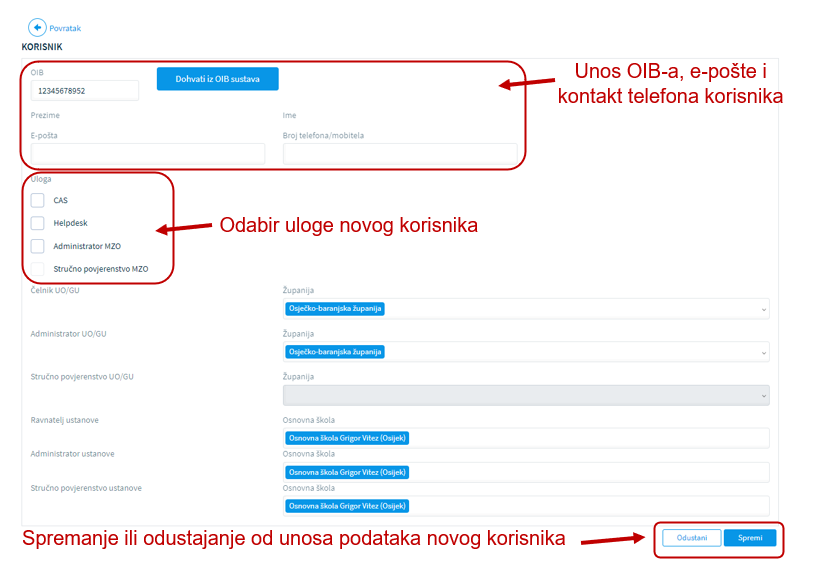 Povratak
KORISNIK
OIB
12345678952
Dohvati iz OIB sustava
Unos OIB-a, e-pošte i
kontakt telefona korisnika
Prezime
Ime
E-pošta
Broj telefona/mobitela
Uloga
CAS
Helpdesk
Administrator MZO
Stručno povjerenstvo MZO
Odabir uloge novog korisnika
Čelnik UO/GU
Županija
Osječko-baranjska županija
Administrator UO/GU
Županija
Osječko-baranjska županija
Stručno povjerenstvo UO/GU
Županija
Ravnatelj ustanove
Osnovna škola
Osnovna škola Grigor Vitez (Osijek)
Administrator ustanove
Osnovna škola
Osnovna škola Grigor Vitez (Osijek)
Stručno povjerenstvo ustanove
Osnovna škola
Osnovna škola Grigor Vitez (Osijek)
Spremanje ili odustajanje od unosa podataka novog korisnika
Odustani
Spremi